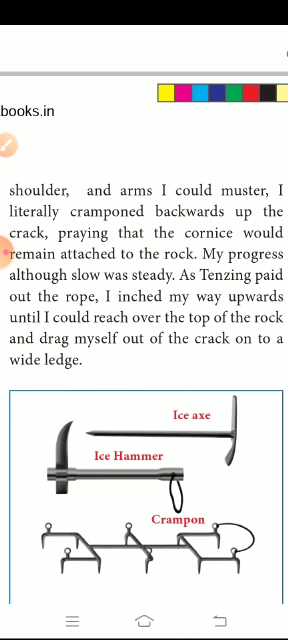 books.in
shoulder, and arms I could muster, I
literally cramponed backwards up the
crack, praying that the cornice would
remain attached to the rock. My progress
although slow was steady. As Tenzing paid
out the rope, I inched my way upwards
until I could reach over the top of the rock
and drag myself out of the crack on to a
wide ledge.
Ice axe
Ice Hammer
Crampon